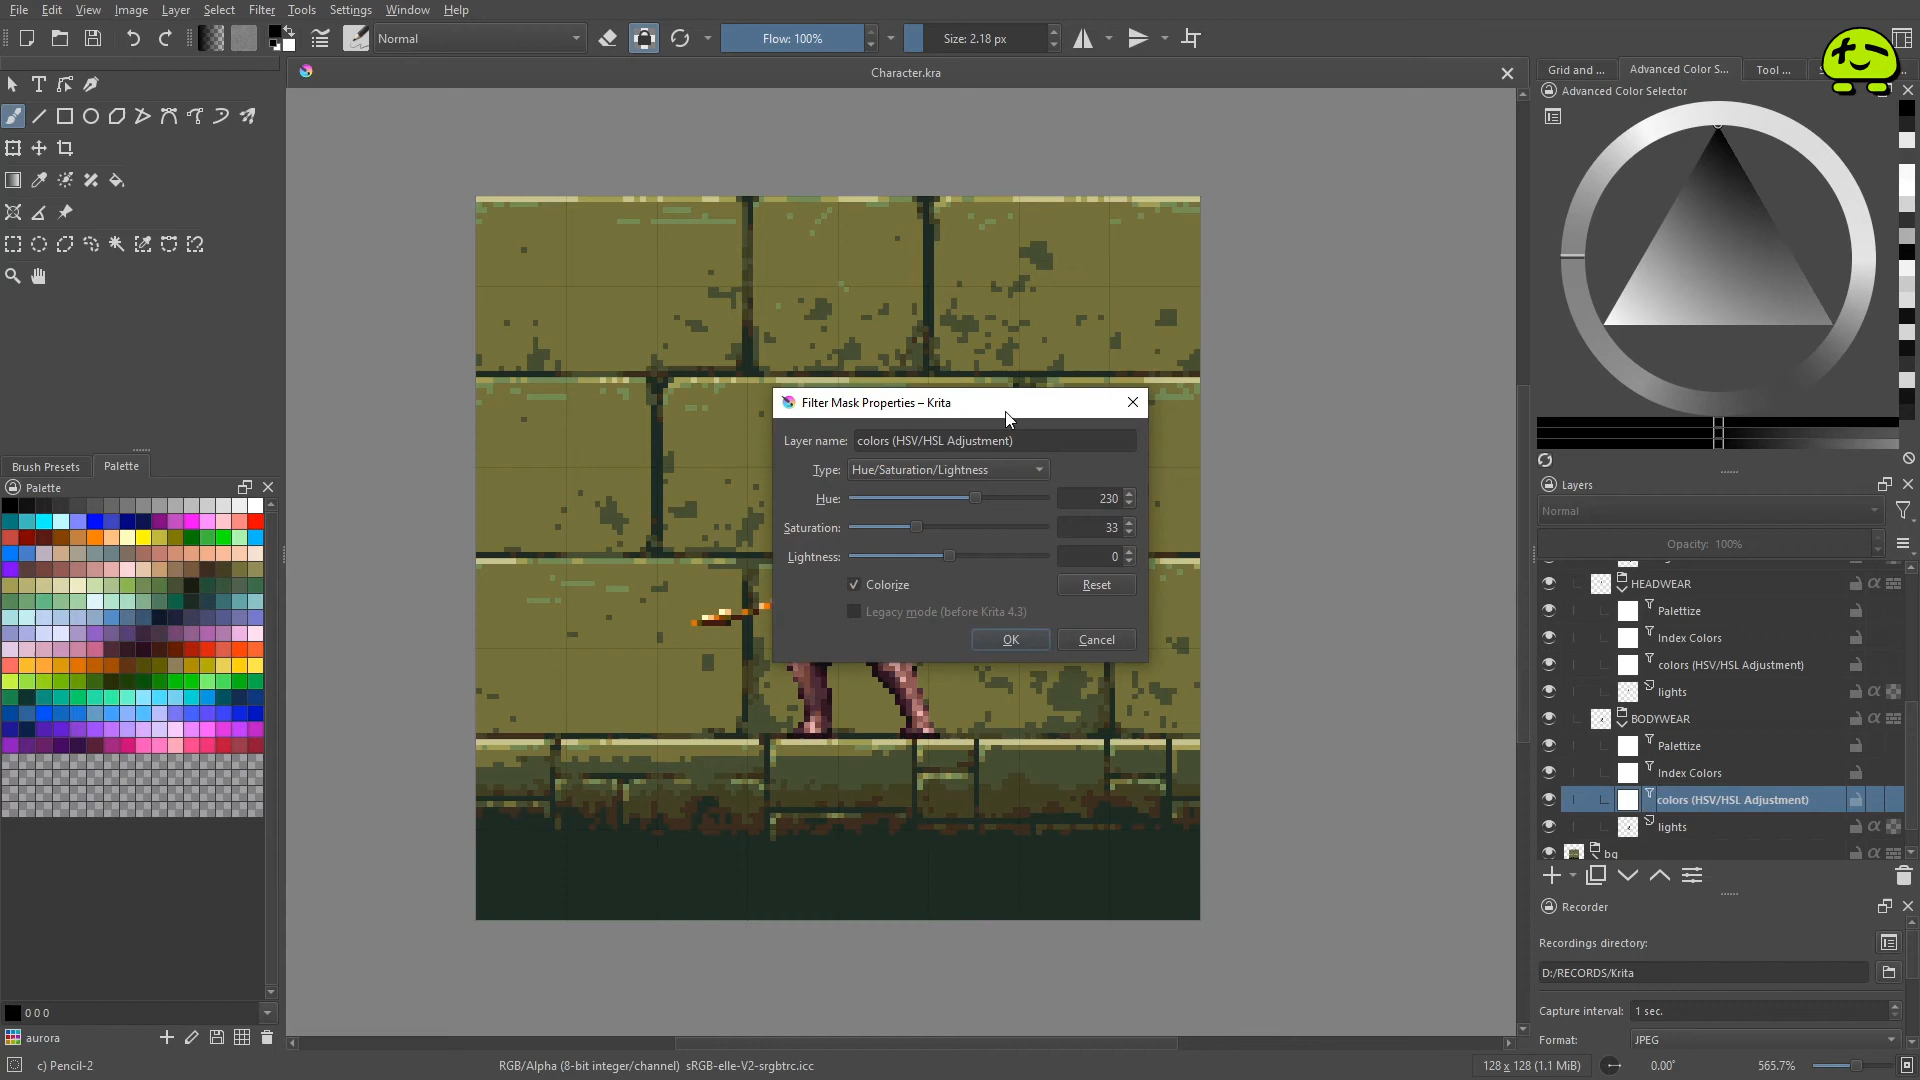 File Edit View Image Layer Select Filter Tools Settings Window Help
Normal
Flow: 100%
Size: 2.18 px
Character.kra
Grid and ...
Advanced Color S...
Tool ...
Advanced Color Selector
Filter Mask Properties – Krita
Layer name: colors (HSV/HSL Adjustment)
Type: Hue/Saturation/Lightness
Hue: 230
Saturation: 33
Lightness: 0
Colorize
Reset
Legacy mode (before Krita 4.3)
OK
Cancel
Brush Presets
Palette
Palette
0 0 0
aurora
c) Pencil-2
Layers
Normal
Opacity: 100%
HEADWEAR
Palettize
Index Colors
colors (HSV/HSL Adjustment)
lights
BODYWEAR
Palettize
Index Colors
colors (HSV/HSL Adjustment)
lights
bg
Recorder
Recordings directory:
D:/RECORDS/Krita
Capture interval: 1 sec.
Format: JPEG
RGB/Alpha (8-bit integer/channel) sRGB-elle-V2-srgbtrc.icc
128 x 128 (1.1 MiB)
0.00°
565.7%